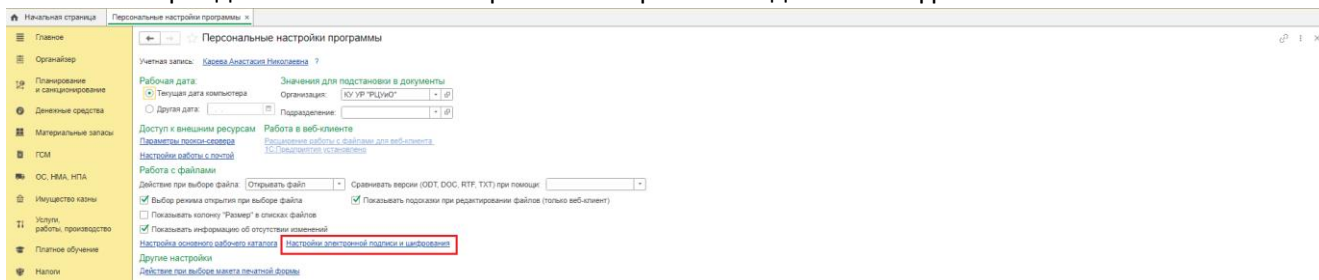 Начальная страница Персональные настройки программы ×
Главное
Органайзер
Планирование
и санкционирование
Денежные средства
Материальные запасы
ГСМ
ОС, НМА, НПА
Имущество казны
Услуги,
работы, производство
Платное обучение
Налоги
Персональные настройки программы
Учетная запись: Карева Анастасия Николаевна ?
Рабочая дата: Значения для подстановки в документы
Текущая дата компьютера Организация: КУ УР "РЦУиО"
Другая дата: Подразделение:
Доступ к внешним ресурсам Работа в веб-клиенте
Параметры прокси-сервера Расширение работы с файлами для веб-клиента
1С:Предприятия установлено
Настройки работы с почтой
Работа с файлами
Действие при выборе файла: Открывать файл Сравнивать версии (ODT, DOC, RTF, TXT) при помощи:
Выбор режима открытия при выборе файла Показывать подсказки при редактировании файлов (только веб-клиент)
Показывать колонку "Размер" в списках файлов
Показывать информацию об отсутствии изменений
Настройка основного рабочего каталога Настройки электронной подписи и шифрования
Другие настройки
Действие при выборе макета печатной формы